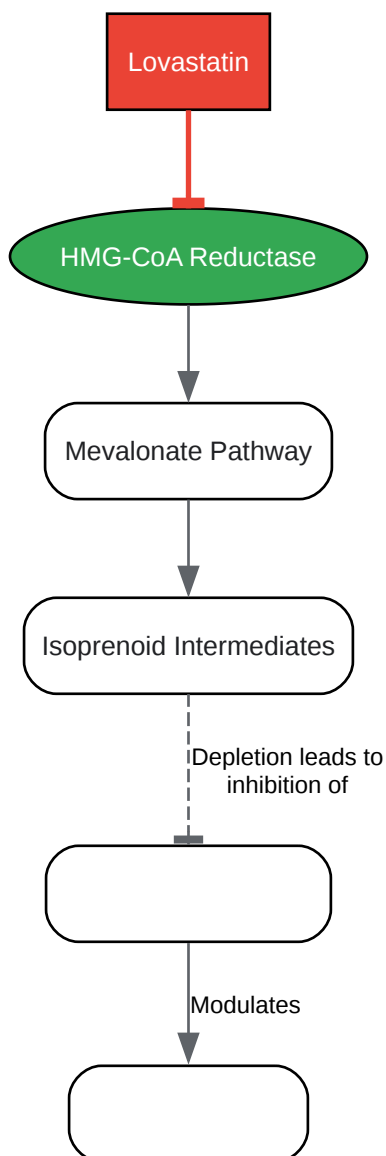 Lovastatin
HMG-CoA Reductase
Mevalonate Pathway
Isoprenoid Intermediates
Depletion leads to
inhibition of
Modulates